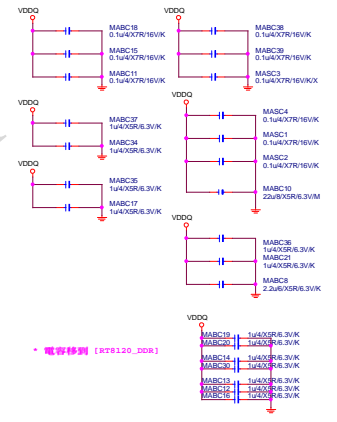 VDDQ
MABC18
0.1u/4/X7R/16V/K
MABC15
0.1u/4/X7R/16V/K
MABC11
0.1u/4/X7R/16V/K
VDDQ
MABC38
0.1u/4/X7R/16V/K
MABC39
0.1u/4/X7R/16V/K
MASC3
0.1u/4/X7R/16V/K/X
VDDQ
MABC37
1u/4/X5R/6.3V/K
MABC34
1u/4/X5R/6.3V/K
VDDQ
MASC4
0.1u/4/X7R/16V/K
MASC1
0.1u/4/X7R/16V/K
MASC2
0.1u/4/X7R/16V/K
MABC10
22u/8/X5R/6.3V/M
VDDQ
MABC35
1u/4/X5R/6.3V/K
MABC17
1u/4/X5R/6.3V/K
VDDQ
MABC36
1u/4/X5R/6.3V/K
MABC21
1u/4/X5R/6.3V/K
MABC8
2.2u/6/X5R/6.3V/K
VDDQ
MABC19 1u/4/X5R/6.3V/K
MABC20 1u/4/X5R/6.3V/K
MABC14 1u/4/X5R/6.3V/K
MABC30 1u/4/X5R/6.3V/K
MABC13 1u/4/X5R/6.3V/K
MABC12 1u/4/X5R/6.3V/K
MABC16 1u/4/X5R/6.3V/K
* 電容移到 [RT8120_DDR]